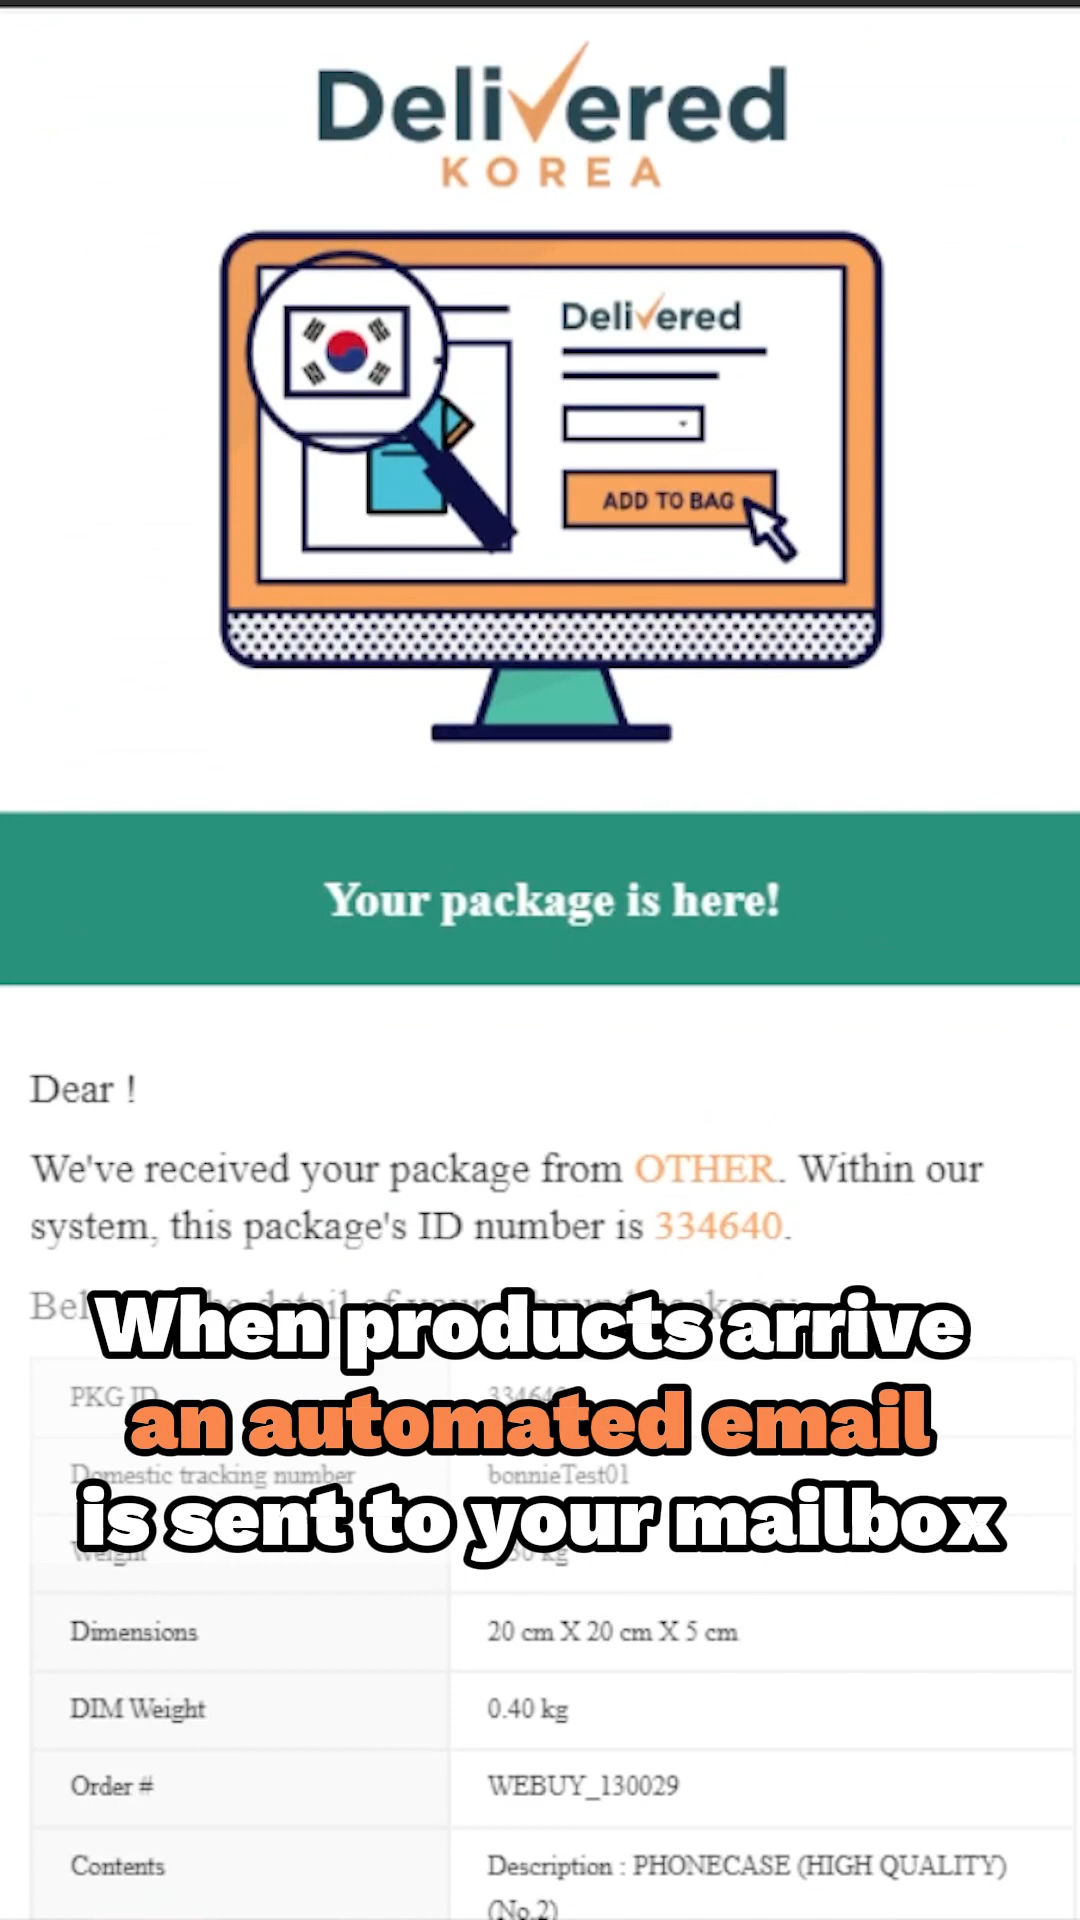 Delivered
KOREA
Delivered
ADD TO BAG
Your package is here!
Dear !
We've received your package from OTHER. Within our
system, this package's ID number is 334640.
When products arrive
an automated email
is sent to your mailbox
PKG ID
Domestic tracking number bonnieTest01
Weight kg
Dimensions 20 cm X 20 cm X 5 cm
DIM Weight 0.40 kg
Order # WEBUY_130029
Contents Description : PHONECASE (HIGH QUALITY)
(No.2)